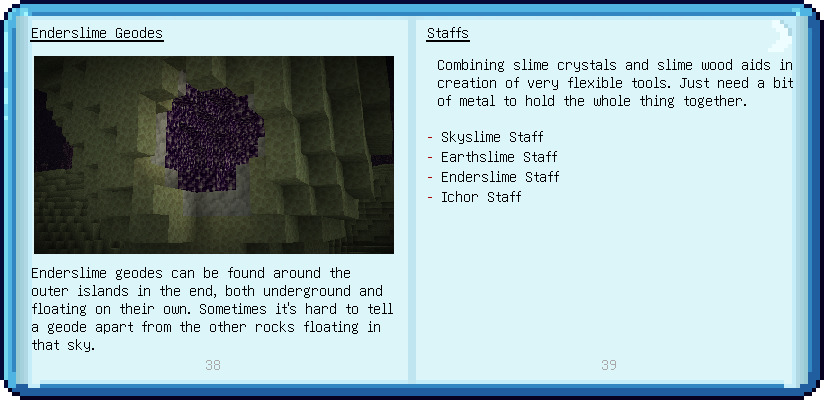 Enderslime Geodes
Enderslime geodes can be found around the
outer islands in the end, both underground and
floating on their own. Sometimes it's hard to tell
a geode apart from the other rocks floating in
that sky.
38
Staffs
Combining slime crystals and slime wood aids in
creation of very flexible tools. Just need a bit
of metal to hold the whole thing together.
- Skyslime Staff
- Earthslime Staff
- Enderslime Staff
- Ichor Staff
39